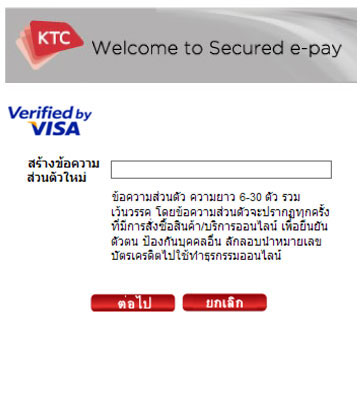 KTC
Welcome to Secured e-pay
Verified by
VISA
สร้างข้อความ
ส่วนตัวใหม่
ข้อความส่วนตัว ความยาว 6-30 ตัว รวม
เว้นวรรค โดยข้อความส่วนตัวจะปรากฏทุกครั้ง
ที่มีการสั่งซื้อสินค้า/บริการออนไลน์ เพื่อยืนยัน
ตัวตน ป้องกันบุคคลอื่น ลักลอบนำหมายเลข
บัตรเครดิตไปใช้ทำธุรกรรมออนไลน์
ต่อไป
ยกเลิก